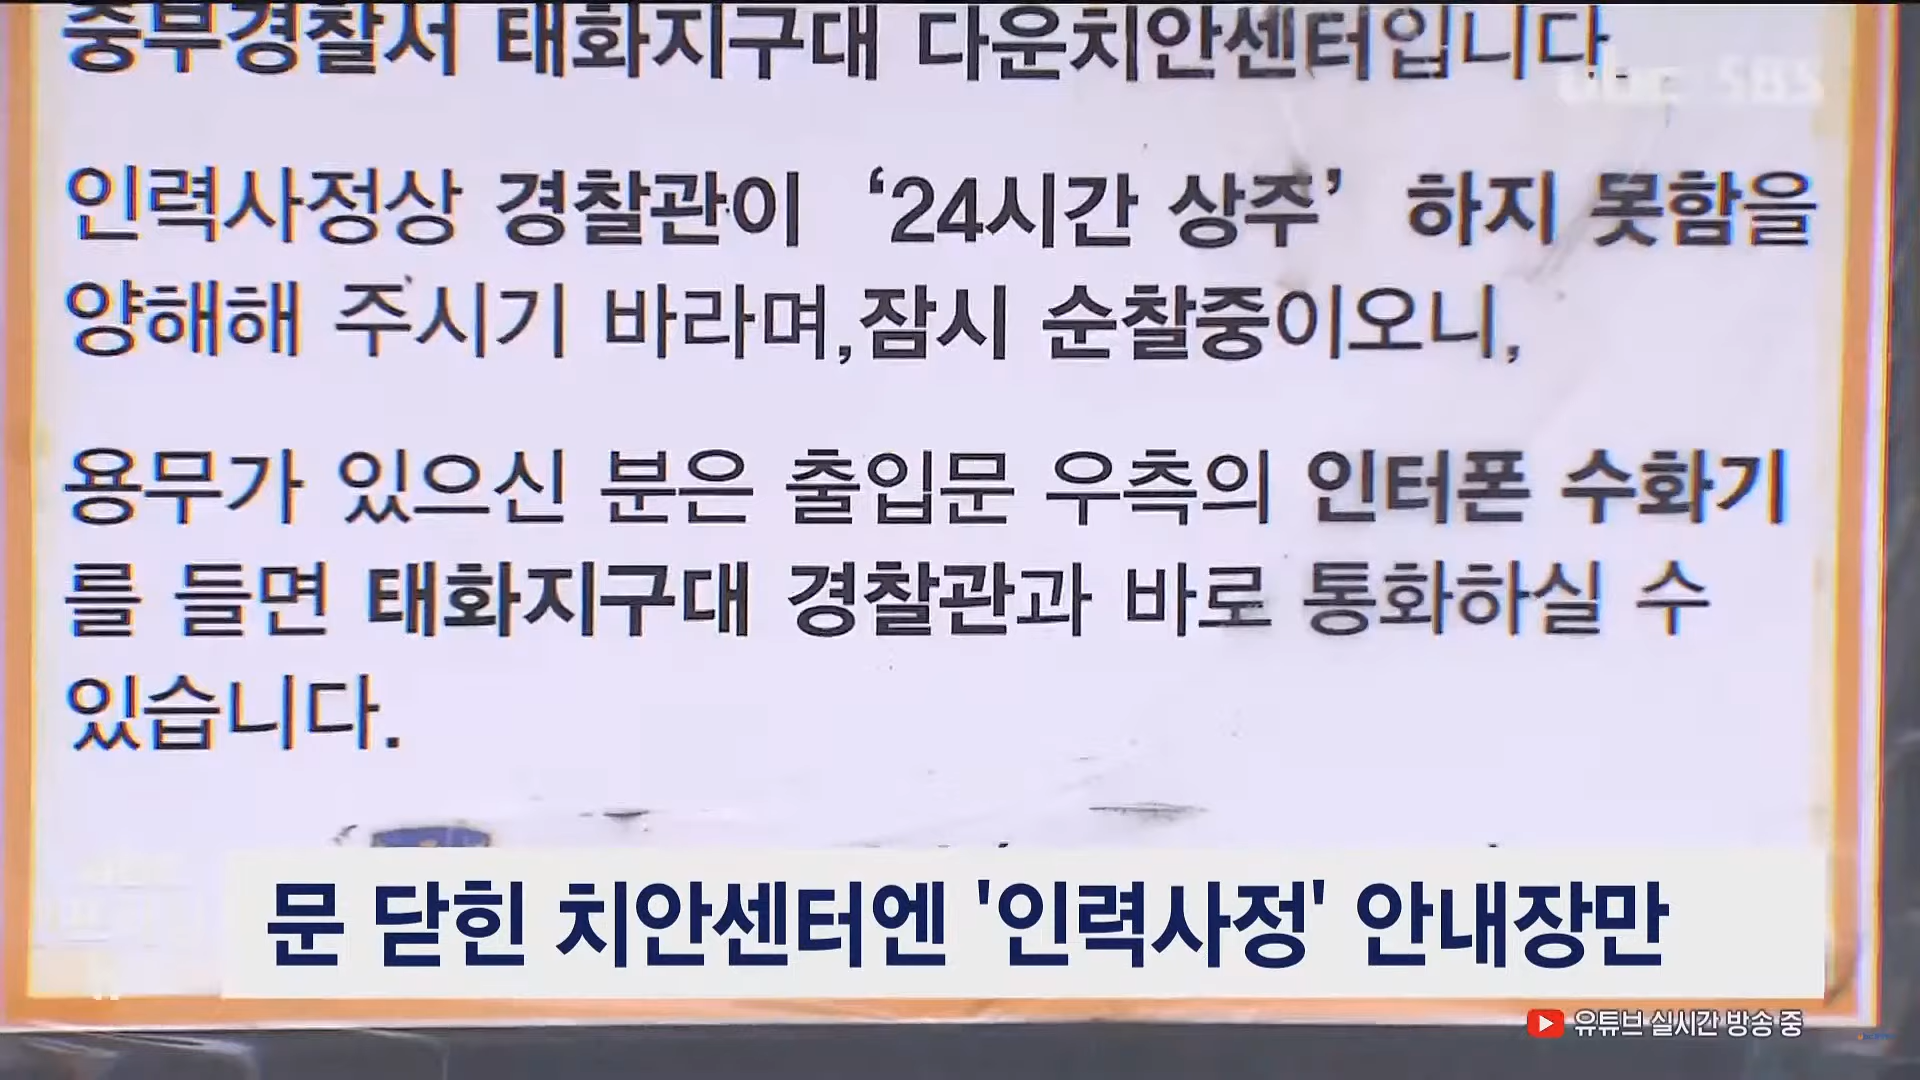 중부경찰서 태화지구대 다운치안센터입니다.
ubc SBS
인력사정상 경찰관이 ‘24시간 상주’ 하지 못함을
양해해 주시기 바라며,잠시 순찰중이오니,
용무가 있으신 분은 출입문 우측의 인터폰 수화기
를 들면 태화지구대 경찰관과 바로 통화하실 수
있습니다.
문 닫힌 치안센터엔 '인력사정' 안내장만
유튜브 실시간 방송 중